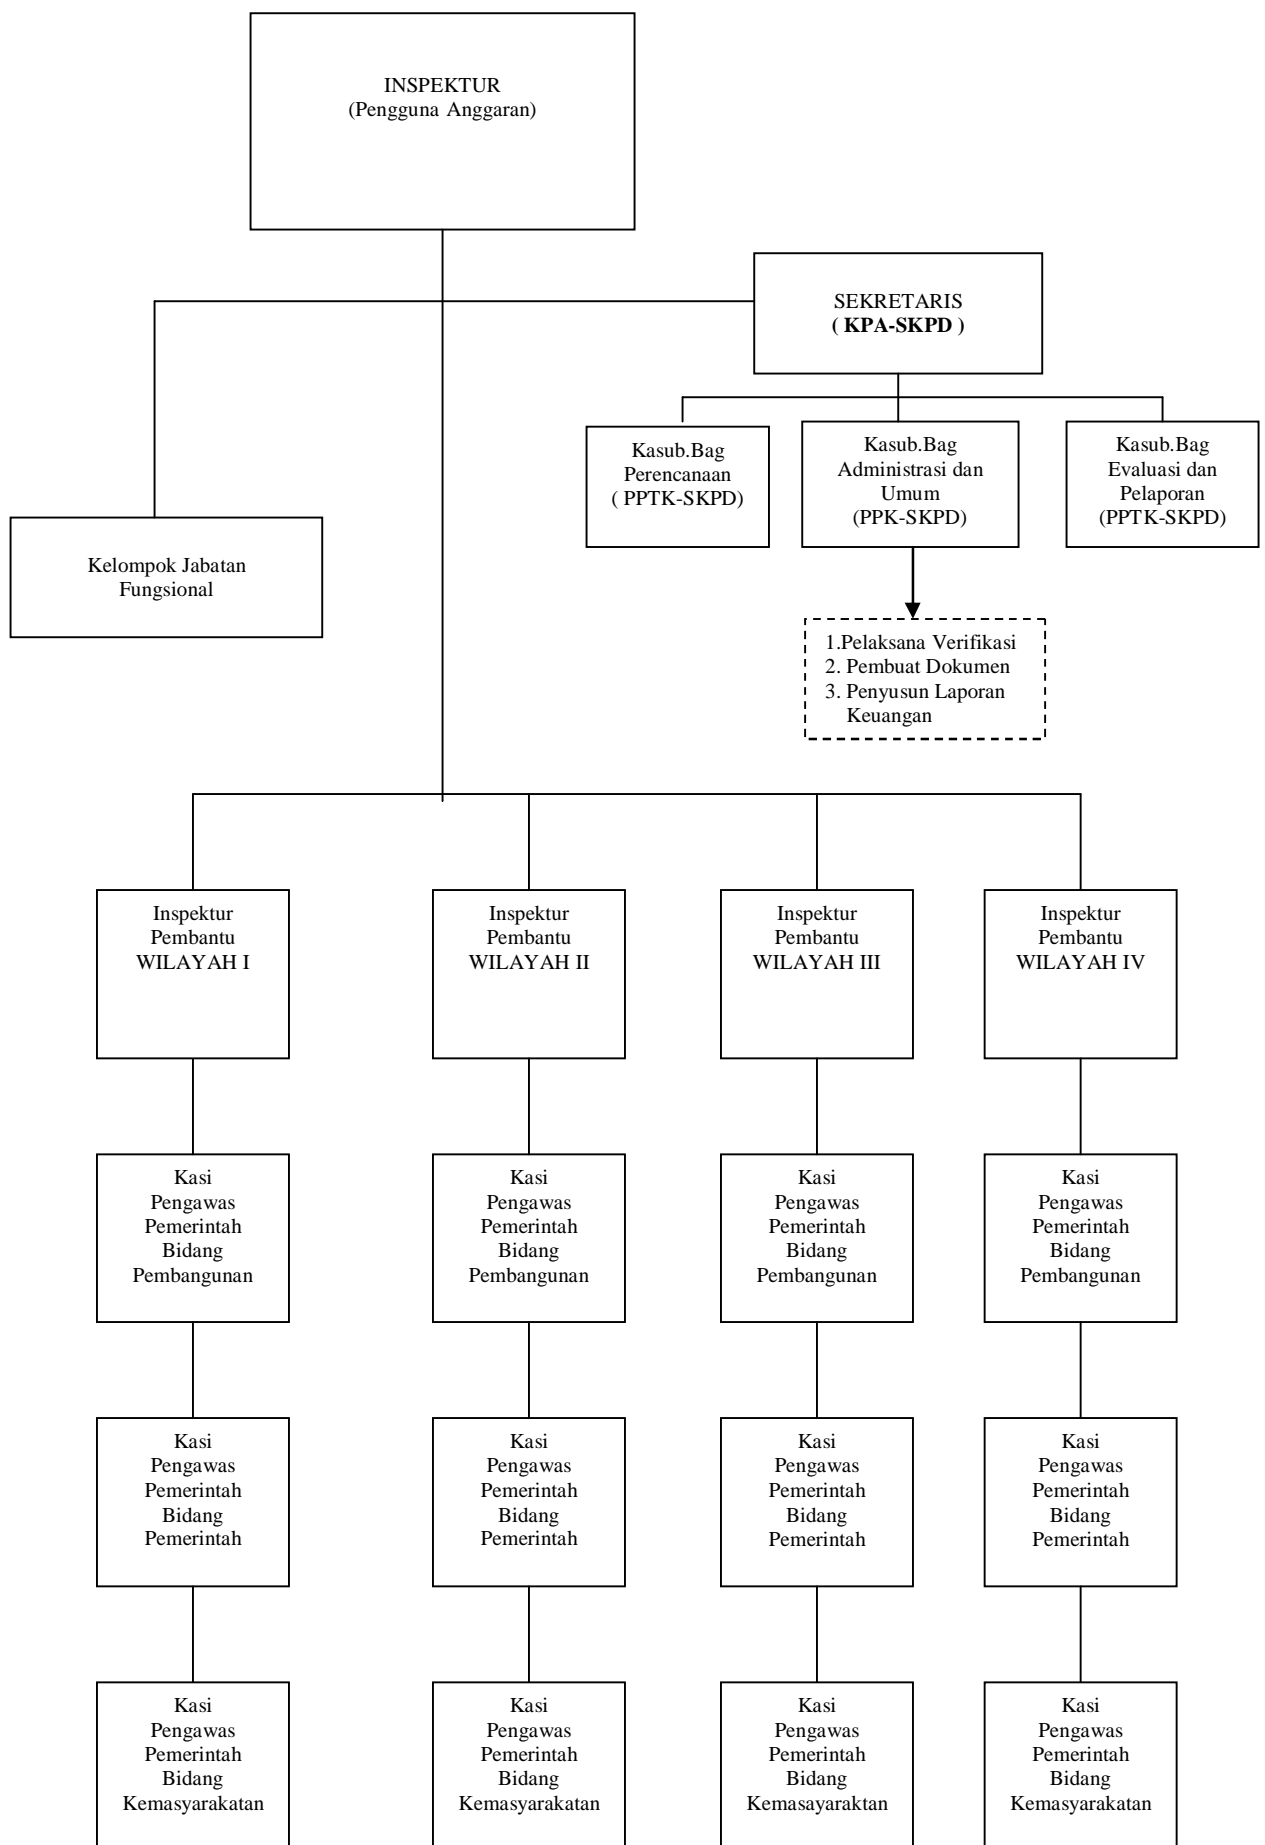 INSPEKTUR
(Pengguna Anggaran)
SEKRETARIS
( KPA-SKPD )
Kasub.Bag
Perencanaan
( PPTK-SKPD)
Kasub.Bag
Administrasi dan
Umum
(PPK-SKPD)
Kasub.Bag
Evaluasi dan
Pelaporan
(PPTK-SKPD)
Kelompok Jabatan
Fungsional
1.Pelaksana Verifikasi
2. Pembuat Dokumen
3. Penyusun Laporan
Keuangan
Inspektur
Pembantu
WILAYAH I
Inspektur
Pembantu
WILAYAH II
Inspektur
Pembantu
WILAYAH III
Inspektur
Pembantu
WILAYAH IV
Kasi
Pengawas
Pemerintah
Bidang
Pembangunan
Kasi
Pengawas
Pemerintah
Bidang
Pembangunan
Kasi
Pengawas
Pemerintah
Bidang
Pembangunan
Kasi
Pengawas
Pemerintah
Bidang
Pembangunan
Kasi
Pengawas
Pemerintah
Bidang
Pemerintah
Kasi
Pengawas
Pemerintah
Bidang
Pemerintah
Kasi
Pengawas
Pemerintah
Bidang
Pemerintah
Kasi
Pengawas
Pemerintah
Bidang
Pemerintah
Kasi
Pengawas
Pemerintah
Bidang
Kemasyarakatan
Kasi
Pengawas
Pemerintah
Bidang
Kemasyarakatan
Kasi
Pengawas
Pemerintah
Bidang
Kemasayaraktan
Kasi
Pengawas
Pemerintah
Bidang
Kemasyarakatan